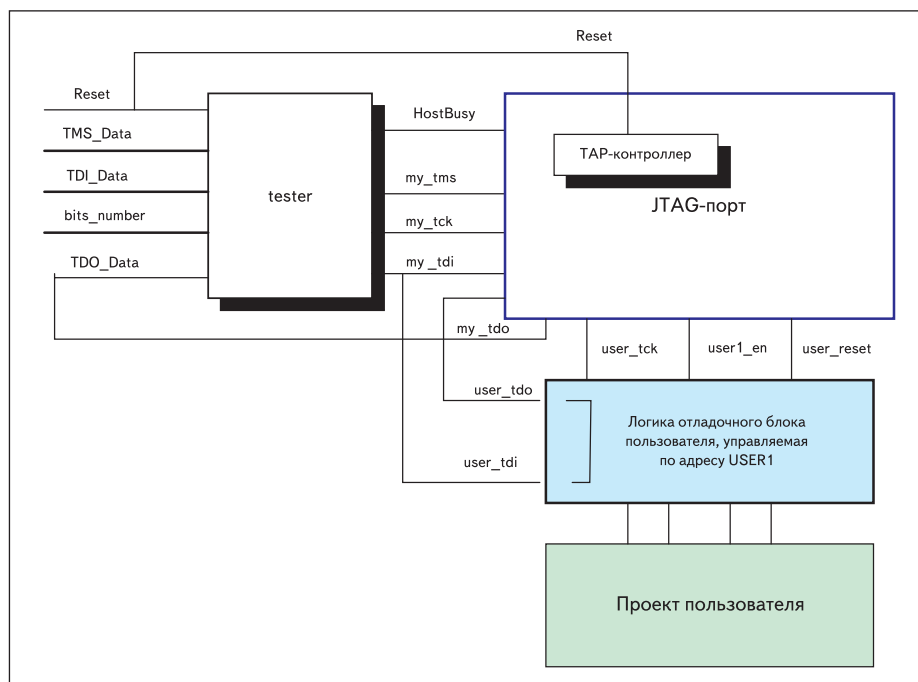 Reset
Reset
HostBusy
TMS_Data
TAP-контроллер
my_tms
TDI_Data
tester
JTAG-порт
bits_number
my_tck
TDO_Data
my _tdi
my _tdo
user_tck
user1_en
user_reset
user_tdo
Логика отладочного блока
пользователя, управляемая
по адресу USER1
user_tdi
Проект пользователя